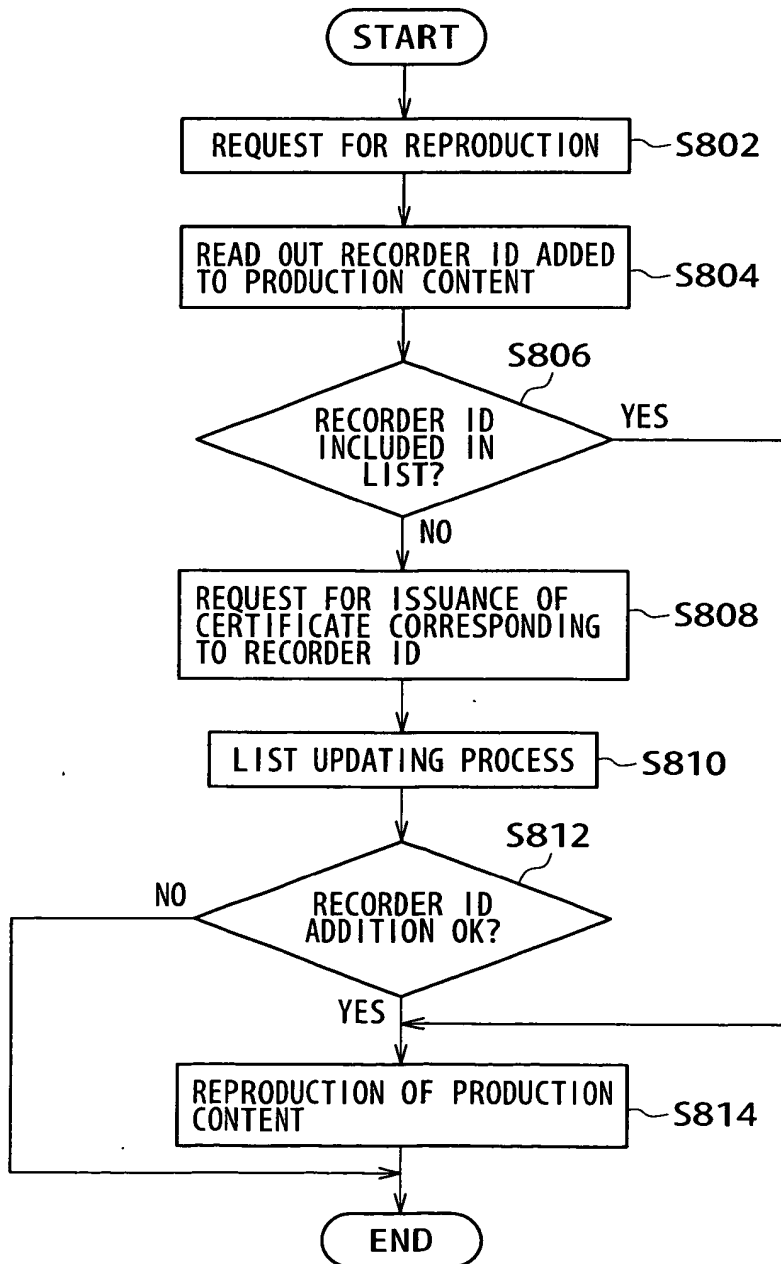 START
REQUEST FOR REPRODUCTION
S802
READ OUT RECORDER ID ADDED
TO PRODUCTION CONTENT
S804
S806
RECORDER ID
INCLUDED IN
LIST?
YES
NO
REQUEST FOR ISSUANCE OF
CERTIFICATE CORRESPONDING
TO RECORDER ID
S808
LIST UPDATING PROCESS
S810
S812
NO
RECORDER ID
ADDITION OK?
YES
REPRODUCTION OF PRODUCTION
CONTENT
S814
END